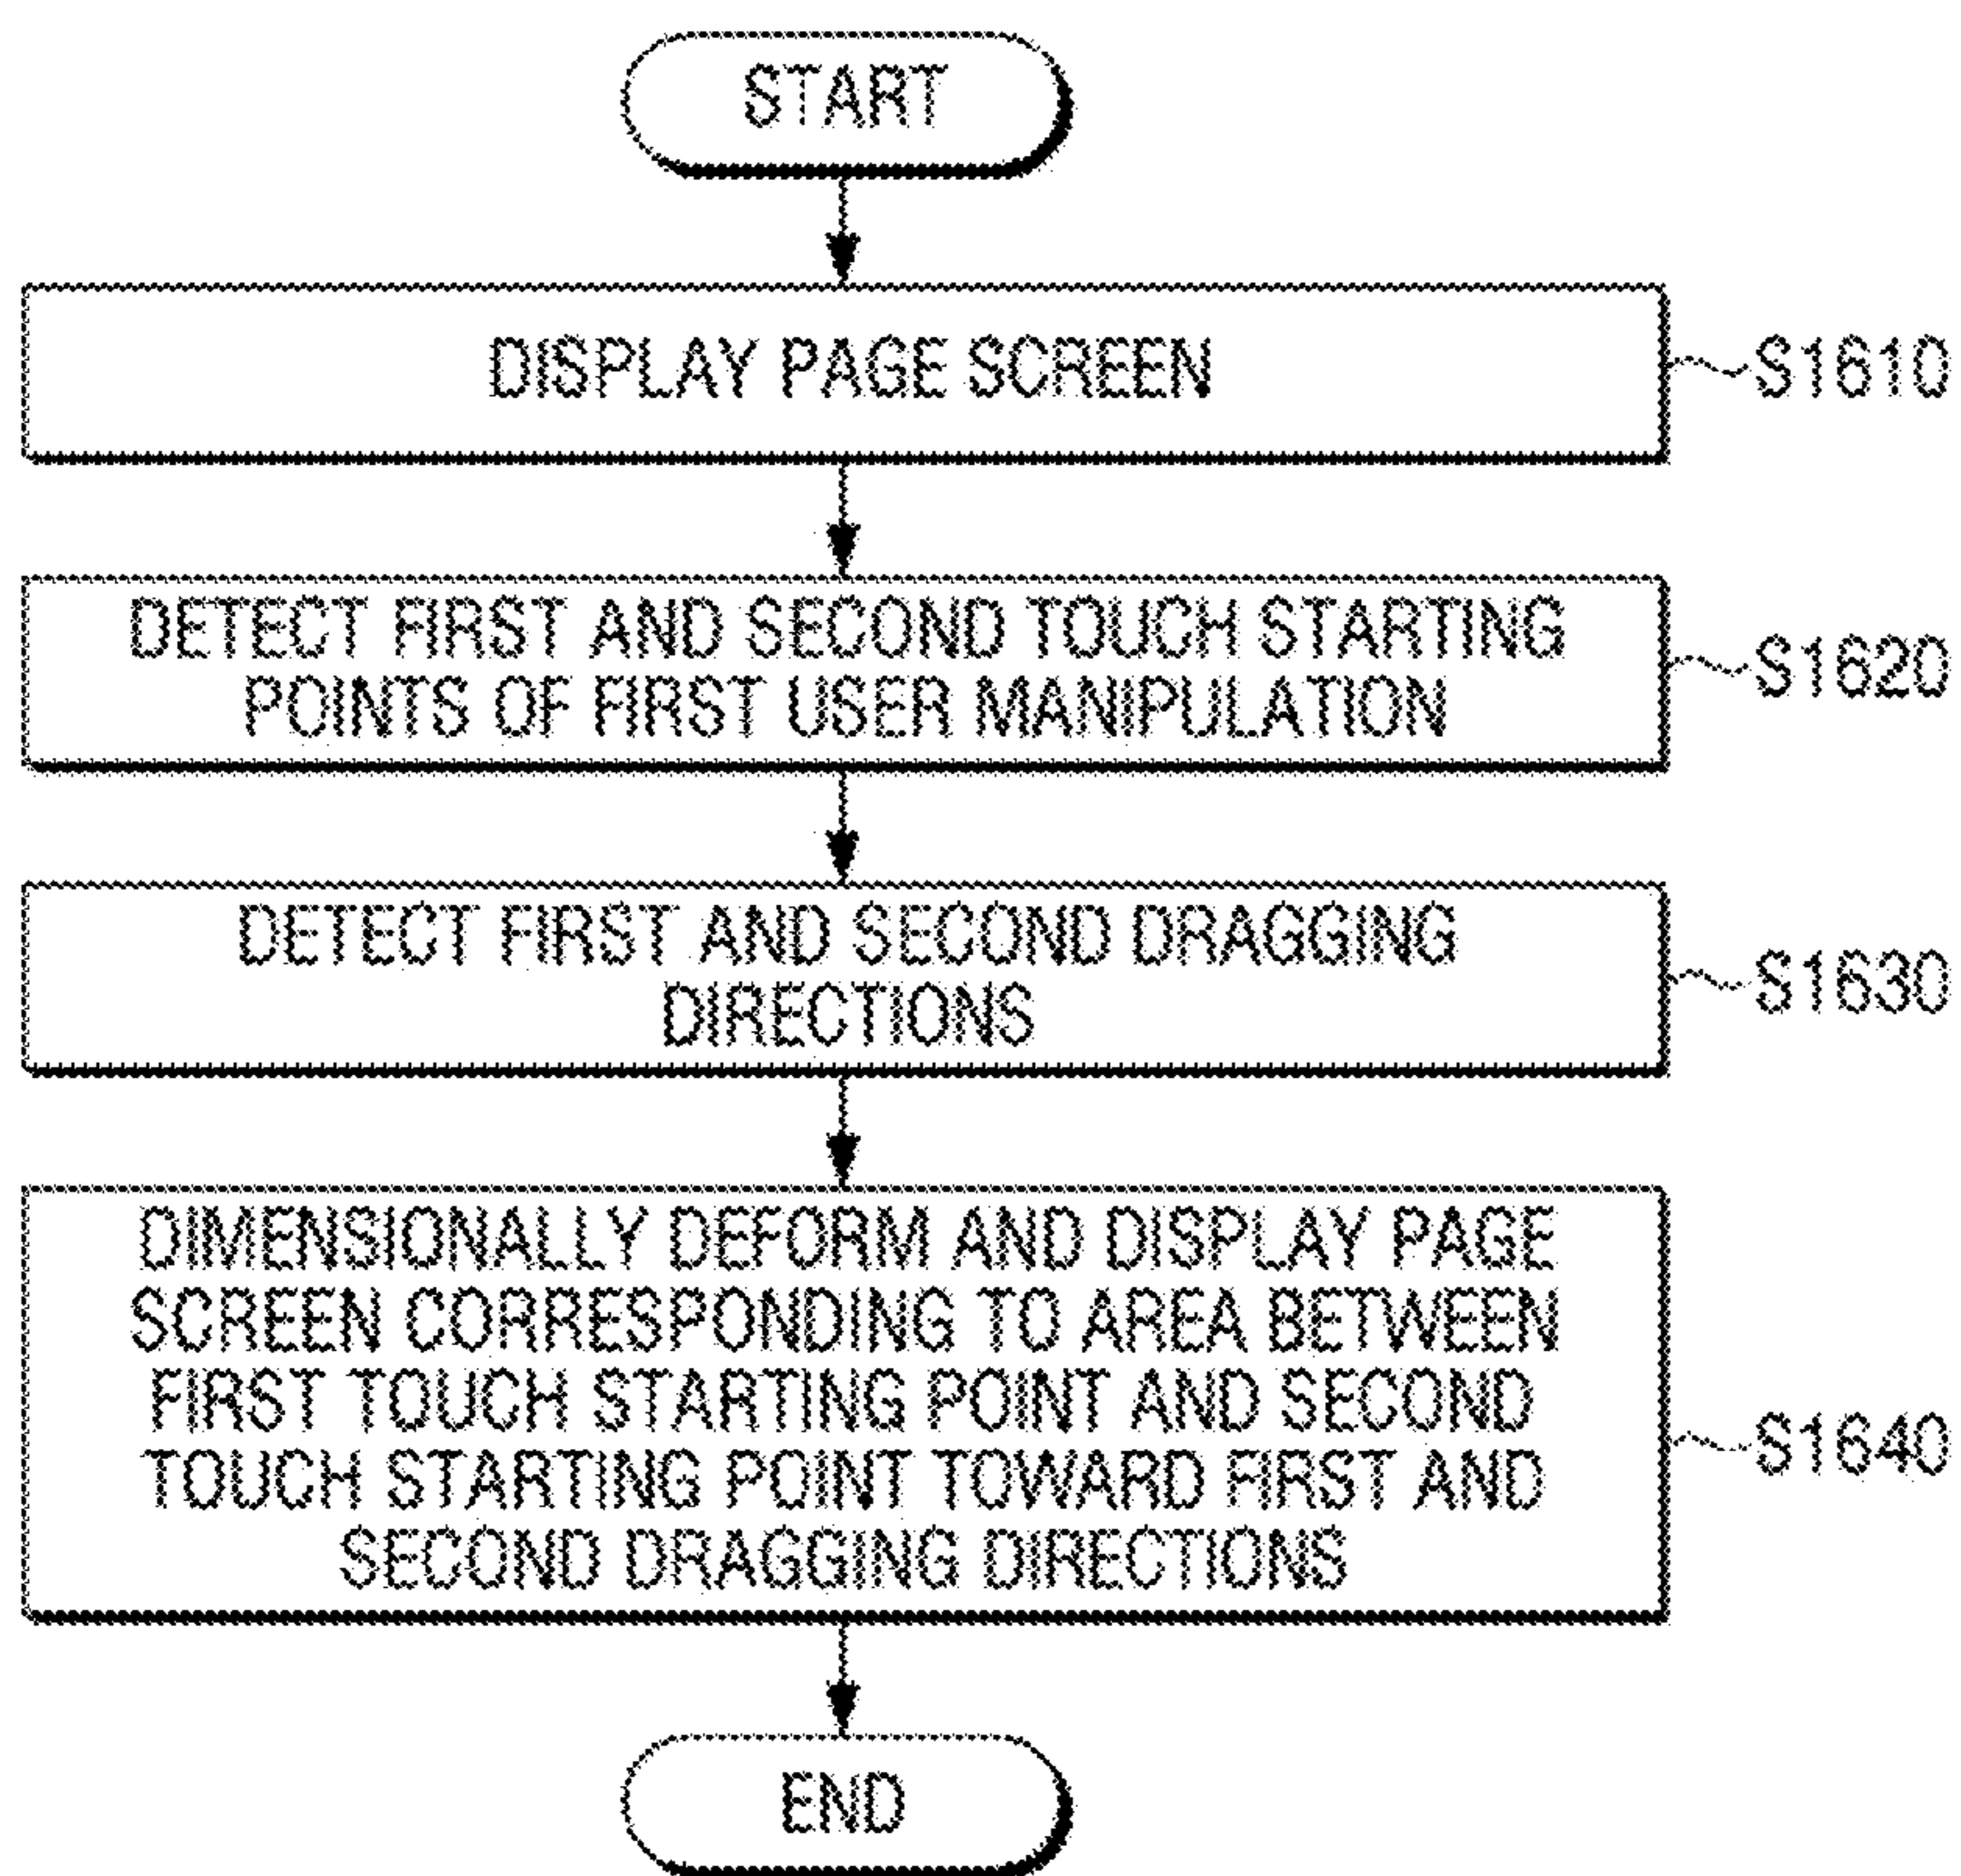 START
DISPLAY PAGE SCREEN
S1610
DETECT FIRST AND SECOND TOUCH STARTING
POINTS OF FIRST USER MANIPULATION
S1620
DETECT FIRST AND SECOND DRAGGING
DIRECTIONS
S1630
DIMENSIONALLY DEFORM AND DISPLAY PAGE
SCREEN CORRESPONDING TO AREA BETWEEN
FIRST TOUCH STARTING POINT AND SECOND
TOUCH STARTING POINT TOWARD FIRST AND
SECOND DRAGGING DIRECTIONS
S1640
END